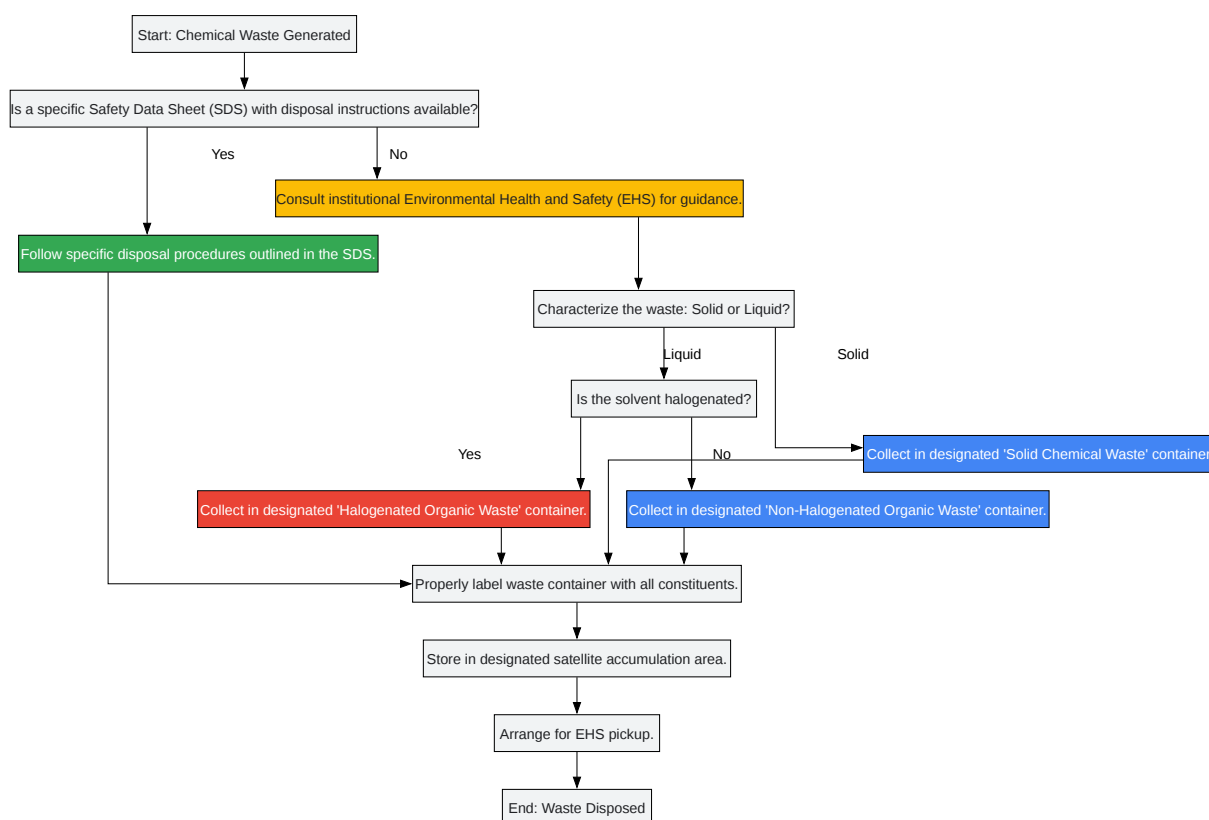 Start: Chemical Waste Generated
Is a specific Safety Data Sheet (SDS) with disposal instructions available?
Yes
No
Consult institutional Environmental Health and Safety (EHS) for guidance.
Follow specific disposal procedures outlined in the SDS.
Characterize the waste: Solid or Liquid?
Liquid
Solid
Is the solvent halogenated?
Yes
No
Collect in designated 'Solid Chemical Waste' container
Collect in designated 'Halogenated Organic Waste' container.
Collect in designated 'Non-Halogenated Organic Waste' container.
Properly label waste container with all constituents.
Store in designated satellite accumulation area.
Arrange for EHS pickup.
End: Waste Disposed